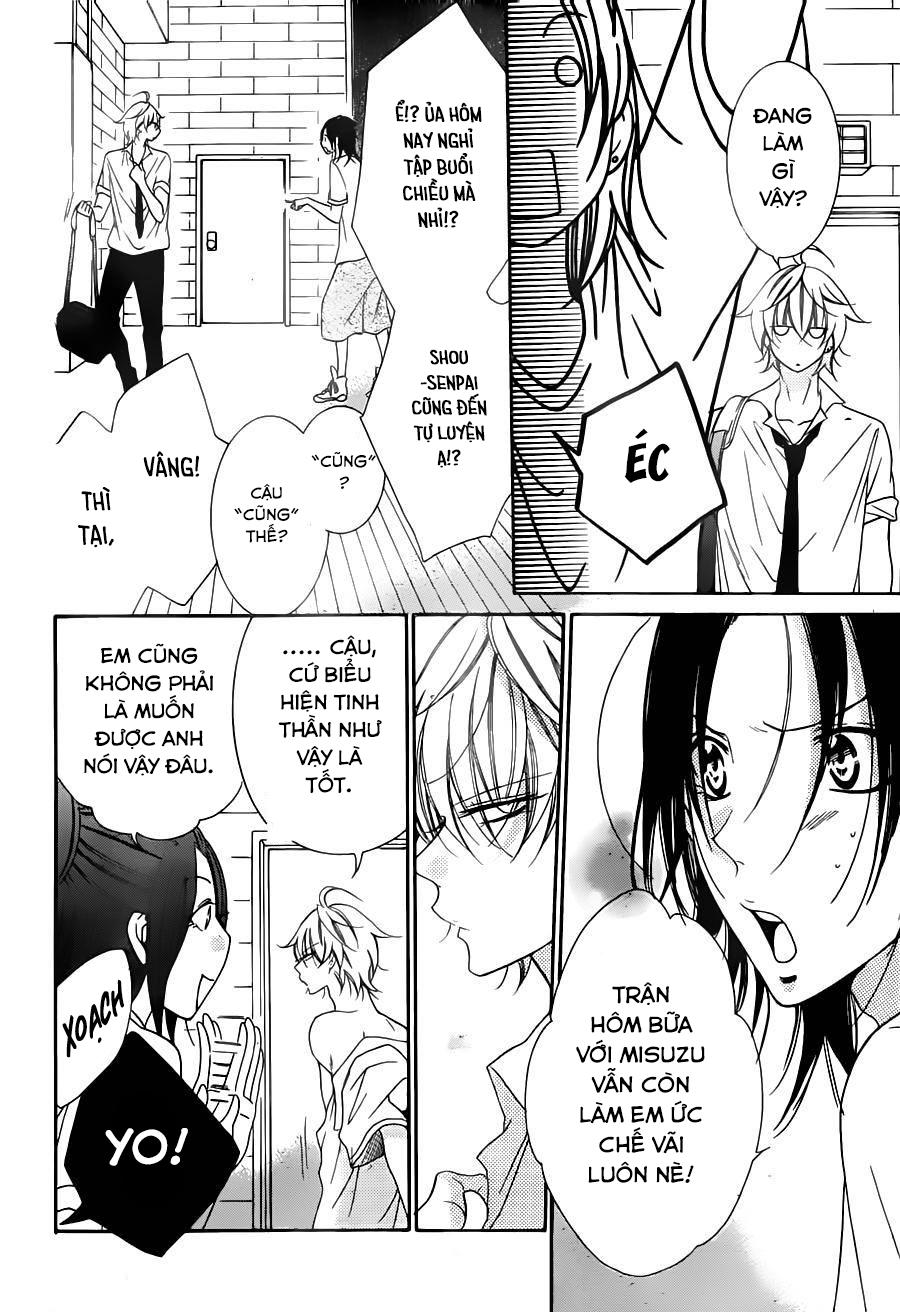 ĐANG
LÀM
GÌ
VẬY?
ÉC
Ể!? ỦA HÔM
NAY NGHỈ
TẬP BUỔI
CHIỀU MÀ
NHỈ!?
SHOU
-SENPAI
CŨNG ĐẾN
TỰ LUYỆN
Ạ!?
"CŨNG"
?
CẬU
"CŨNG"
THẾ?
VÂNG!
THÌ
TẠI,
TRẬN
HÔM BỮA
VỚI MISUZU
VẪN CÒN
LÀM EM ỨC
CHẾ VÃI
LUÔN NÈ!
..... CẬU,
CỨ BIỂU
HIỆN TINH
THẦN NHƯ
VẬY LÀ
TỐT.
EM CŨNG
KHÔNG PHẢI
LÀ MUỐN
ĐƯỢC ANH
NÓI VẬY ĐÂU.
XOẠCH
YO!